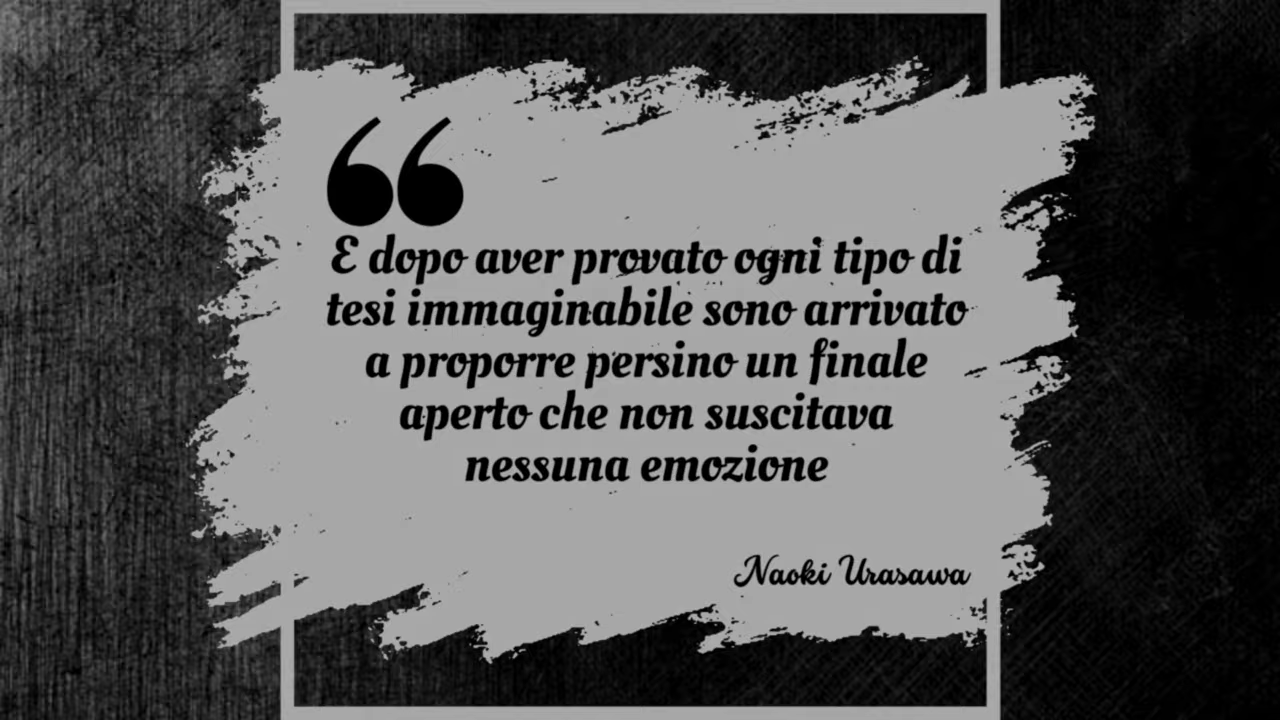 “
E dopo aver provato ogni tipo di
tesi immaginabile sono arrivato
a proporre persino un finale
aperto che non suscitava
nessuna emozione
Naoki Urasawa